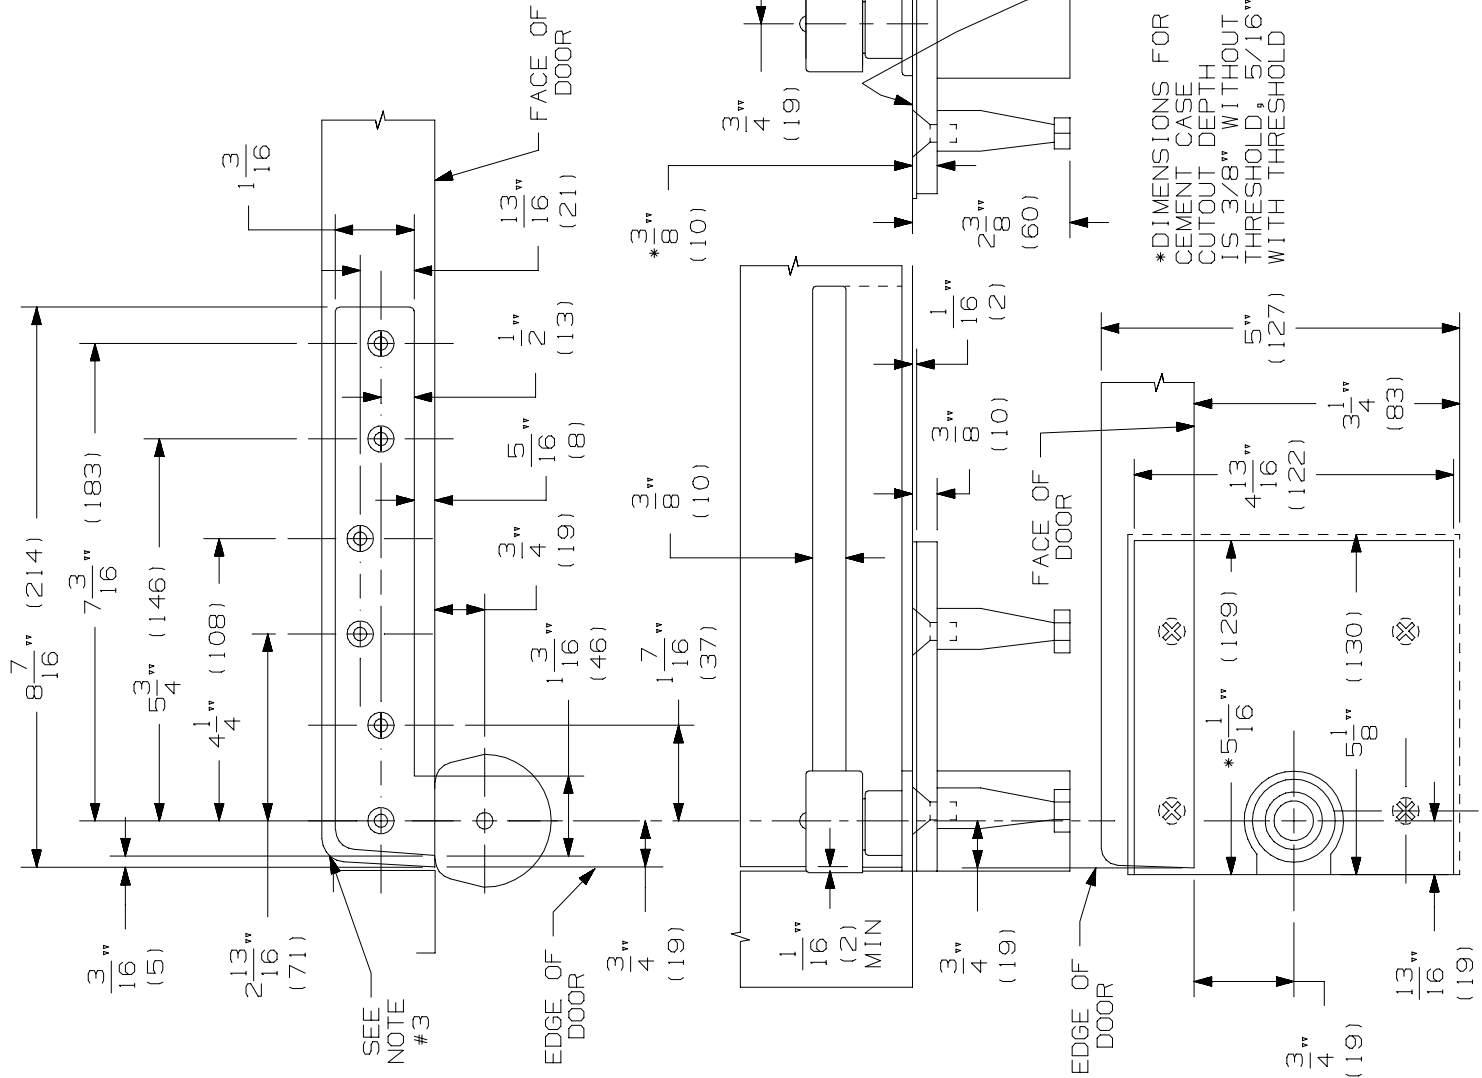 8 7/16" (214)
7 3/16" (183)
5 3/4" (146)
4 1/4" (108)
2 13/16"
(71)
3/16"
(5)
SEE
NOTE
#3
1 3/16
FACE OF
DOOR
13/16"
(21)
1/2"
(13)
5/16"
(8)
3/4"
(19)
1 3/16"
(46)
1 7/16"
(37)
EDGE OF
DOOR
3/4"
(19)
3/4"
(19)
*3/8"
(10)
2 3/8"
(60)
3/8"
(10)
1/16"
(2)
3/8"
(10)
1/16"
(2)
MIN
3/4"
(19)
*DIMENSIONS FOR
CEMENT CASE
CUTOUT DEPTH
IS 3/8" WITHOUT
THRESHOLD, 5/16"
WITH THRESHOLD
5"
(127)
3 1/4"
(83)
4 13/16"
(122)
FACE OF
DOOR
*5 1/16" (129)
5 1/8" (130)
EDGE OF
DOOR
3/4"
(19)
13/16"
(19)